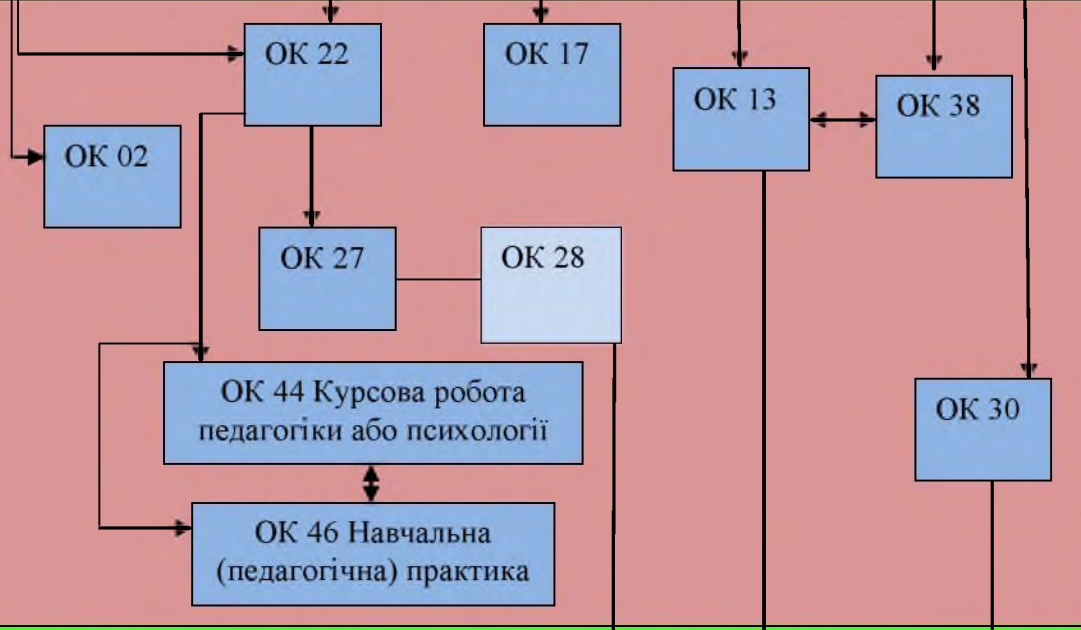 ОК 22
ОК 17
ОК 13
ОК 38
ОК 02
ОК 27
ОК 28
ОК 44 Курсова робота
педагогіки або психології
ОК 30
ОК 46 Навчальна
(педагогічна) практика